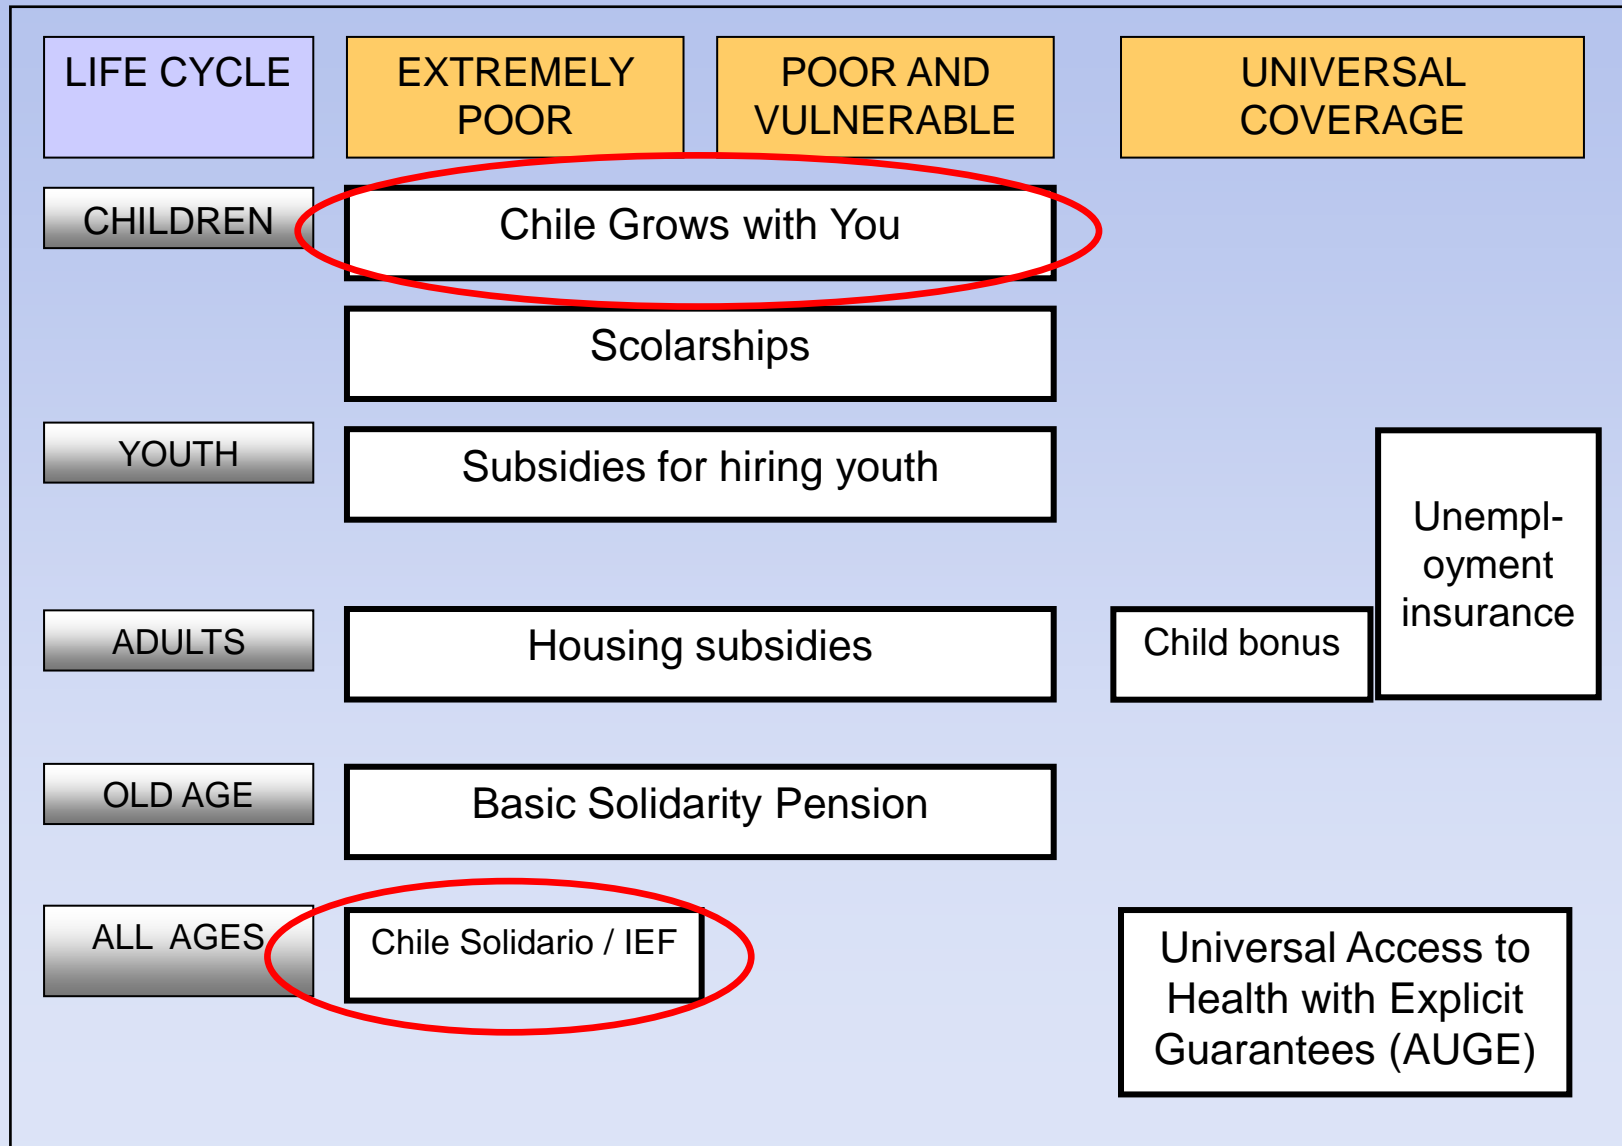 LIFE CYCLE
EXTREMELY
POOR
POOR AND
VULNERABLE
UNIVERSAL
COVERAGE
CHILDREN
Chile Grows with You
Scolarships
YOUTH
Subsidies for hiring youth
Unempl-
oyment
insurance
ADULTS
Housing subsidies
Child bonus
OLD AGE
Basic Solidarity Pension
ALL AGES
Chile Solidario / IEF
Universal Access to
Health with Explicit
Guarantees (AUGE)